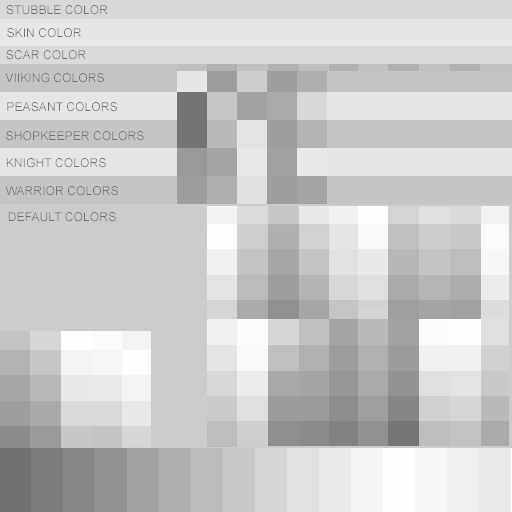 STUBBLE COLOR
SKIN COLOR
SCAR COLOR
VIIKING COLORS
PEASANT COLORS
SHOPKEEPER COLORS
KNIGHT COLORS
WARRIOR COLORS
DEFAULT COLORS